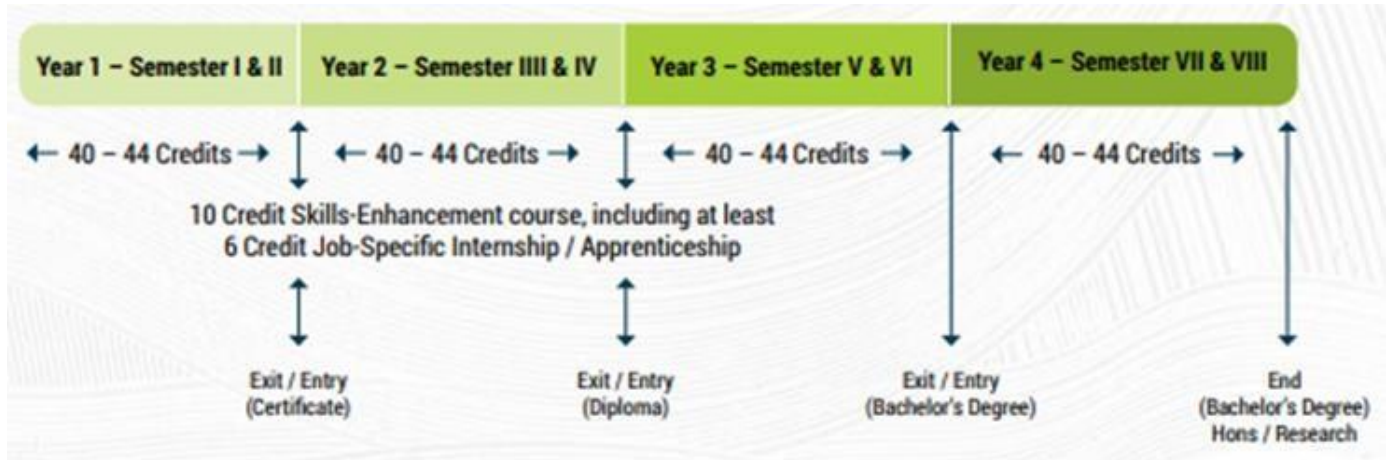 Year 1 – Semester I & II
Year 2 – Semester IIII & IV
Year 3 – Semester V & VI
Year 4 – Semester VII & VIII
40 – 44 Credits
40 – 44 Credits
40 – 44 Credits
40 – 44 Credits
10 Credit Skills-Enhancement course, including at least
6 Credit Job-Specific Internship / Apprenticeship
Exit / Entry
(Certificate)
Exit / Entry
(Diploma)
Exit / Entry
(Bachelor's Degree)
End
(Bachelor's Degree)
Hons / Research